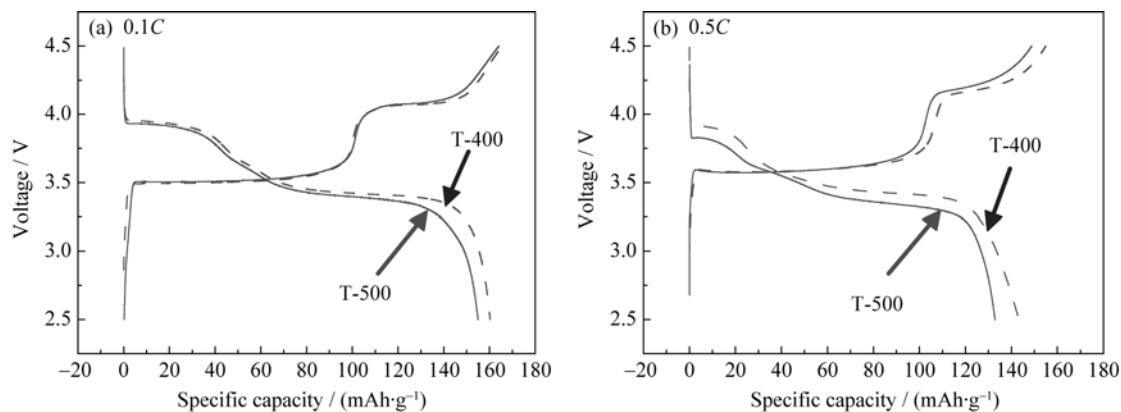 (a) 0.1C
4.5
4.0
3.5
3.0
2.5
Voltage / V
T-400
T-500
−20 0 20 40 60 80 100 120 140 160 180
Specific capacity / (mAh·g⁻¹)
(b) 0.5C
4.5
4.0
3.5
3.0
2.5
Voltage / V
T-400
T-500
−20 0 20 40 60 80 100 120 140 160 180
Specific capacity / (mAh·g⁻¹)